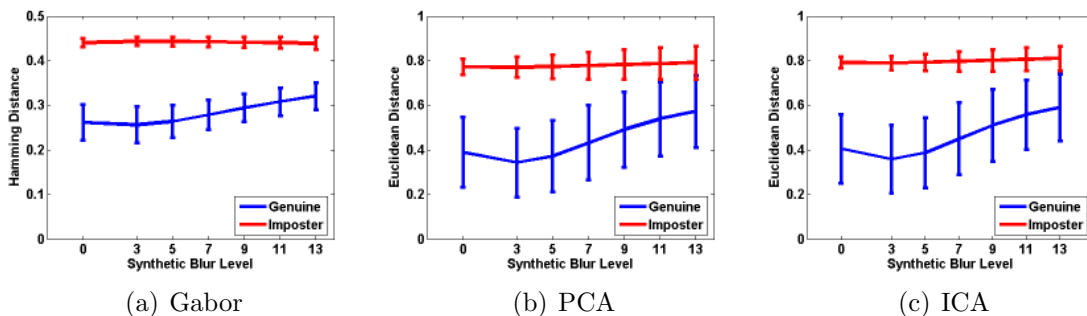 0.5
0.4
0.3
0.2
0.1
0
Hamming Distance
0 3 5 7 9 11 13
Synthetic Blur Level
Genuine
Imposter
(a) Gabor
1
0.8
0.6
0.4
0.2
0
Euclidean Distance
0 3 5 7 9 11 13
Synthetic Blur Level
Genuine
Imposter
(b) PCA
1
0.8
0.6
0.4
0.2
0
Euclidean Distance
0 3 5 7 9 11 13
Synthetic Blur Level
Genuine
Imposter
(c) ICA